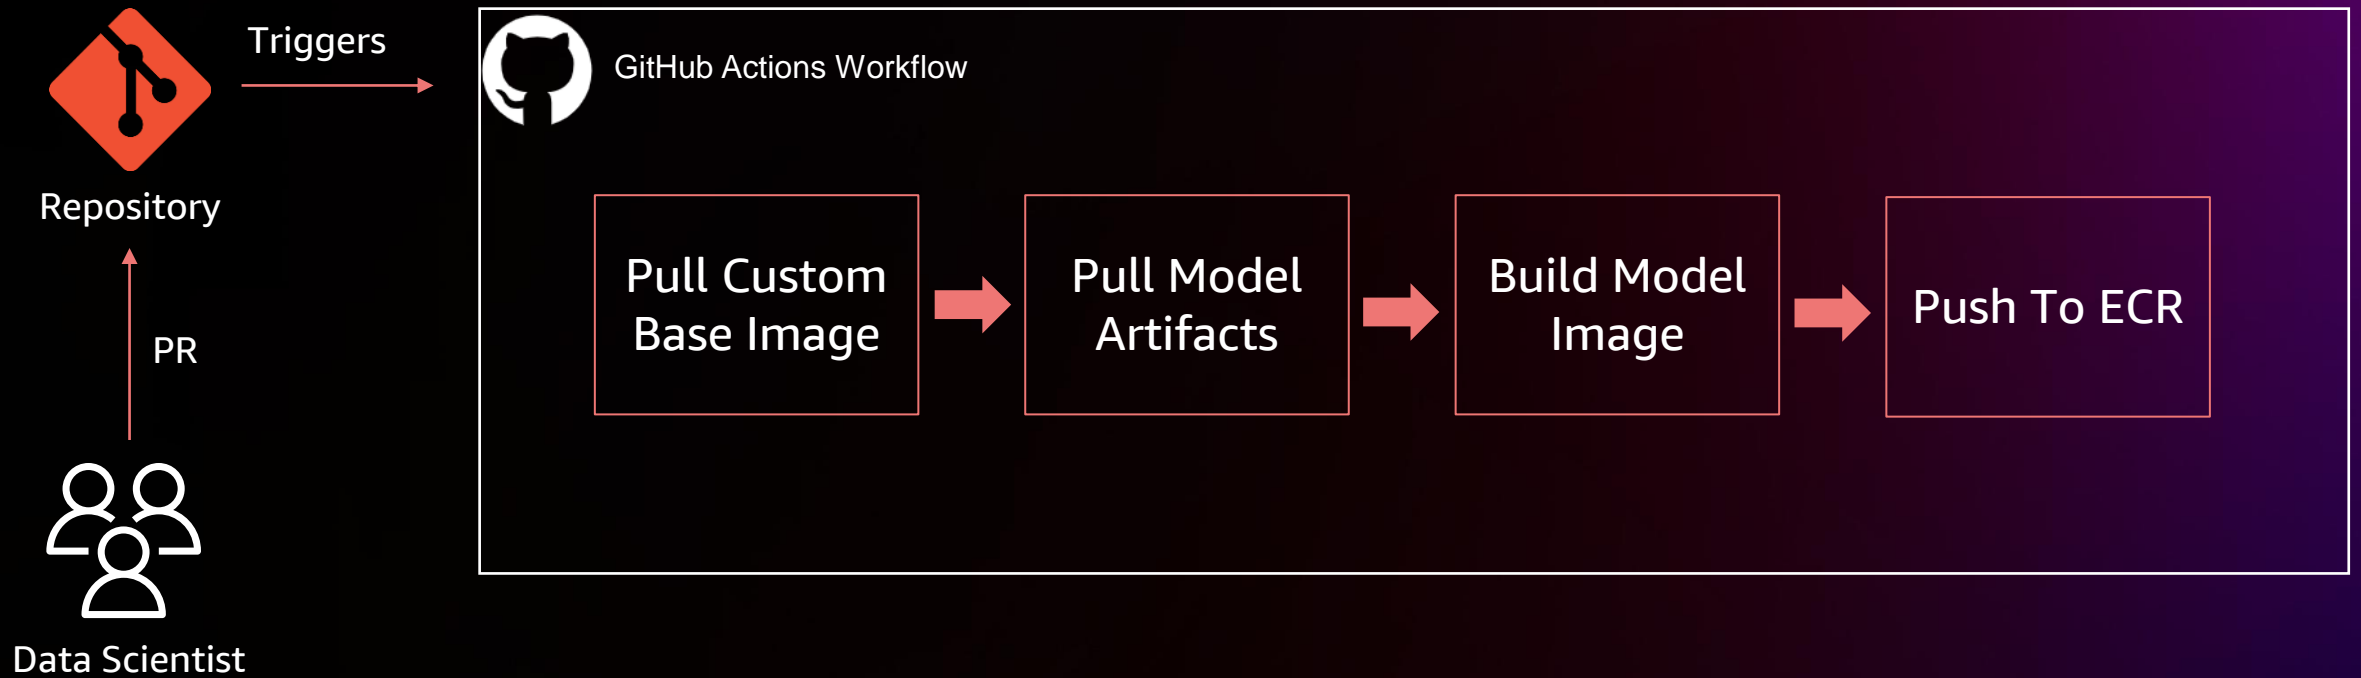 Triggers
GitHub Actions Workflow
Repository
PR
Data Scientist
Pull Custom
Base Image
Pull Model
Artifacts
Build Model
Image
Push To ECR